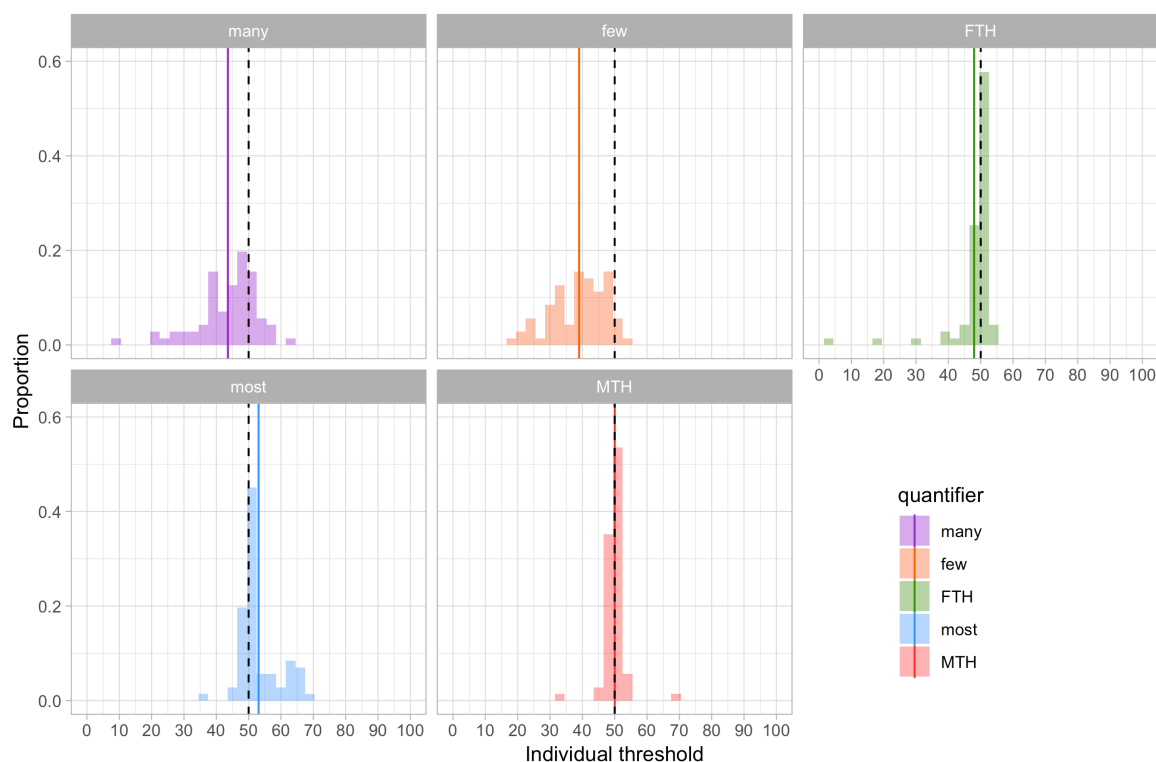 many few FTH
0.6
0.4
0.2
0.0
0 10 20 30 40 50 60 70 80 90 100
most MTH
0.6
0.4
0.2
0.0
0 10 20 30 40 50 60 70 80 90 100 0 10 20 30 40 50 60 70 80 90 100
Proportion
Individual threshold
quantifier
many
few
FTH
most
MTH